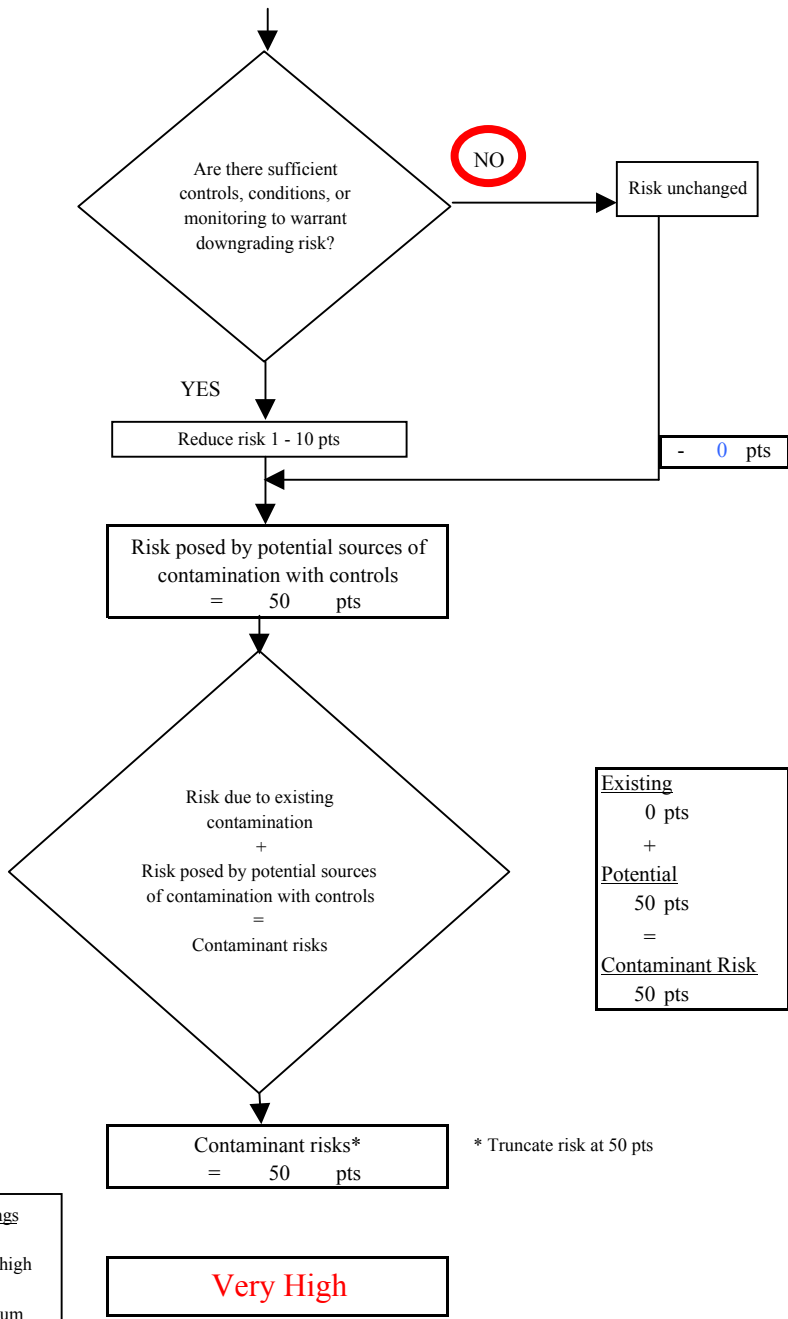 Are there sufficient
controls, conditions, or
monitoring to warrant
downgrading risk?
NO
Risk unchanged
YES
Reduce risk 1 - 10 pts
- 0 pts
Risk posed by potential sources of
contamination with controls
= 50 pts
Risk due to existing
contamination
+
Risk posed by potential sources
of contamination with controls
=
Contaminant risks
Existing
0 pts
+
Potential
50 pts
=
Contaminant Risk
50 pts
Contaminant risks*
= 50 pts
* Truncate risk at 50 pts
high
Very High